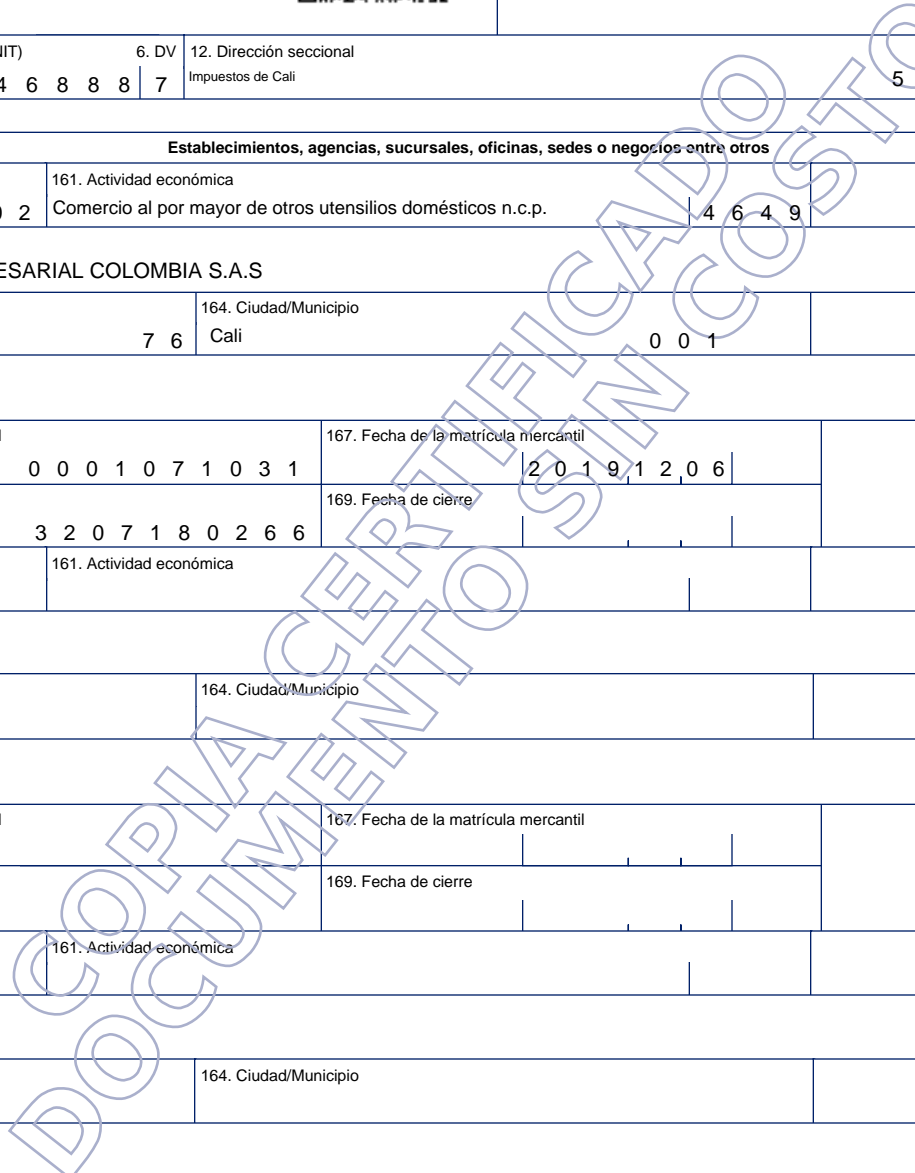 6. DV 12. Dirección seccional
4 6 8 8 8 7 Impuestos de Cali 5
Establecimientos, agencias, sucursales, oficinas, sedes o negocios entre otros
161. Actividad económica
2 Comercio al por mayor de otros utensilios domésticos n.c.p. 4 6 4 9
ESARIAL COLOMBIA S.A.S
164. Ciudad/Municipio
7 6 Cali 0 0 1
167. Fecha de la matrícula mercantil
0 0 0 1 0 7 1 0 3 1 2 0 1 9 1 2 0 6
169. Fecha de cierre
3 2 0 7 1 8 0 2 6 6
161. Actividad económica
164. Ciudad/Municipio
167. Fecha de la matrícula mercantil
169. Fecha de cierre
161. Actividad económica
164. Ciudad/Municipio
COPIA CERTIFICADO
DOCUMENTO SIN COSTO